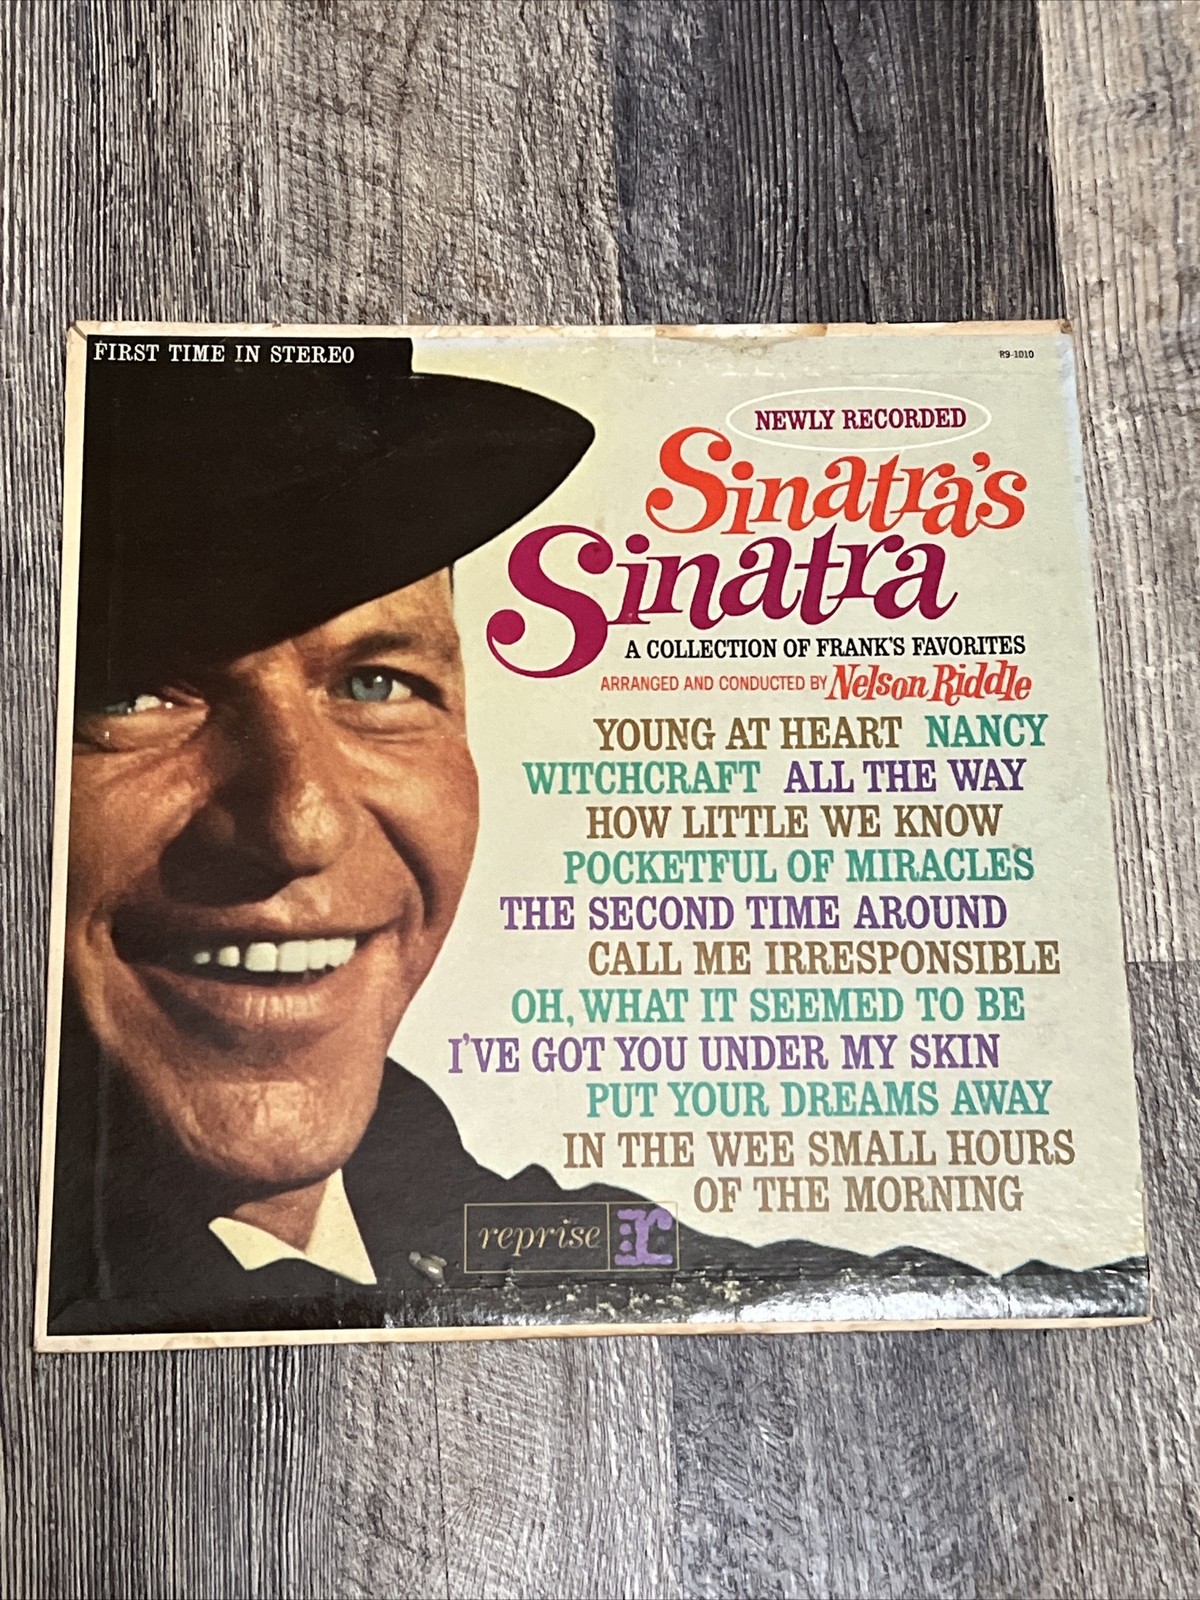 FIRST TIME IN STEREO
R9-1010
NEWLY RECORDED
Sinatra's
Sinatra
A COLLECTION OF FRANK'S FAVORITES
ARRANGED AND CONDUCTED BY Nelson Riddle
YOUNG AT HEART NANCY
WITCHCRAFT ALL THE WAY
HOW LITTLE WE KNOW
POCKETFUL OF MIRACLES
THE SECOND TIME AROUND
CALL ME IRRESPONSIBLE
OH, WHAT IT SEEMED TO BE
I'VE GOT YOU UNDER MY SKIN
PUT YOUR DREAMS AWAY
IN THE WEE SMALL HOURS
OF THE MORNING
reprise r